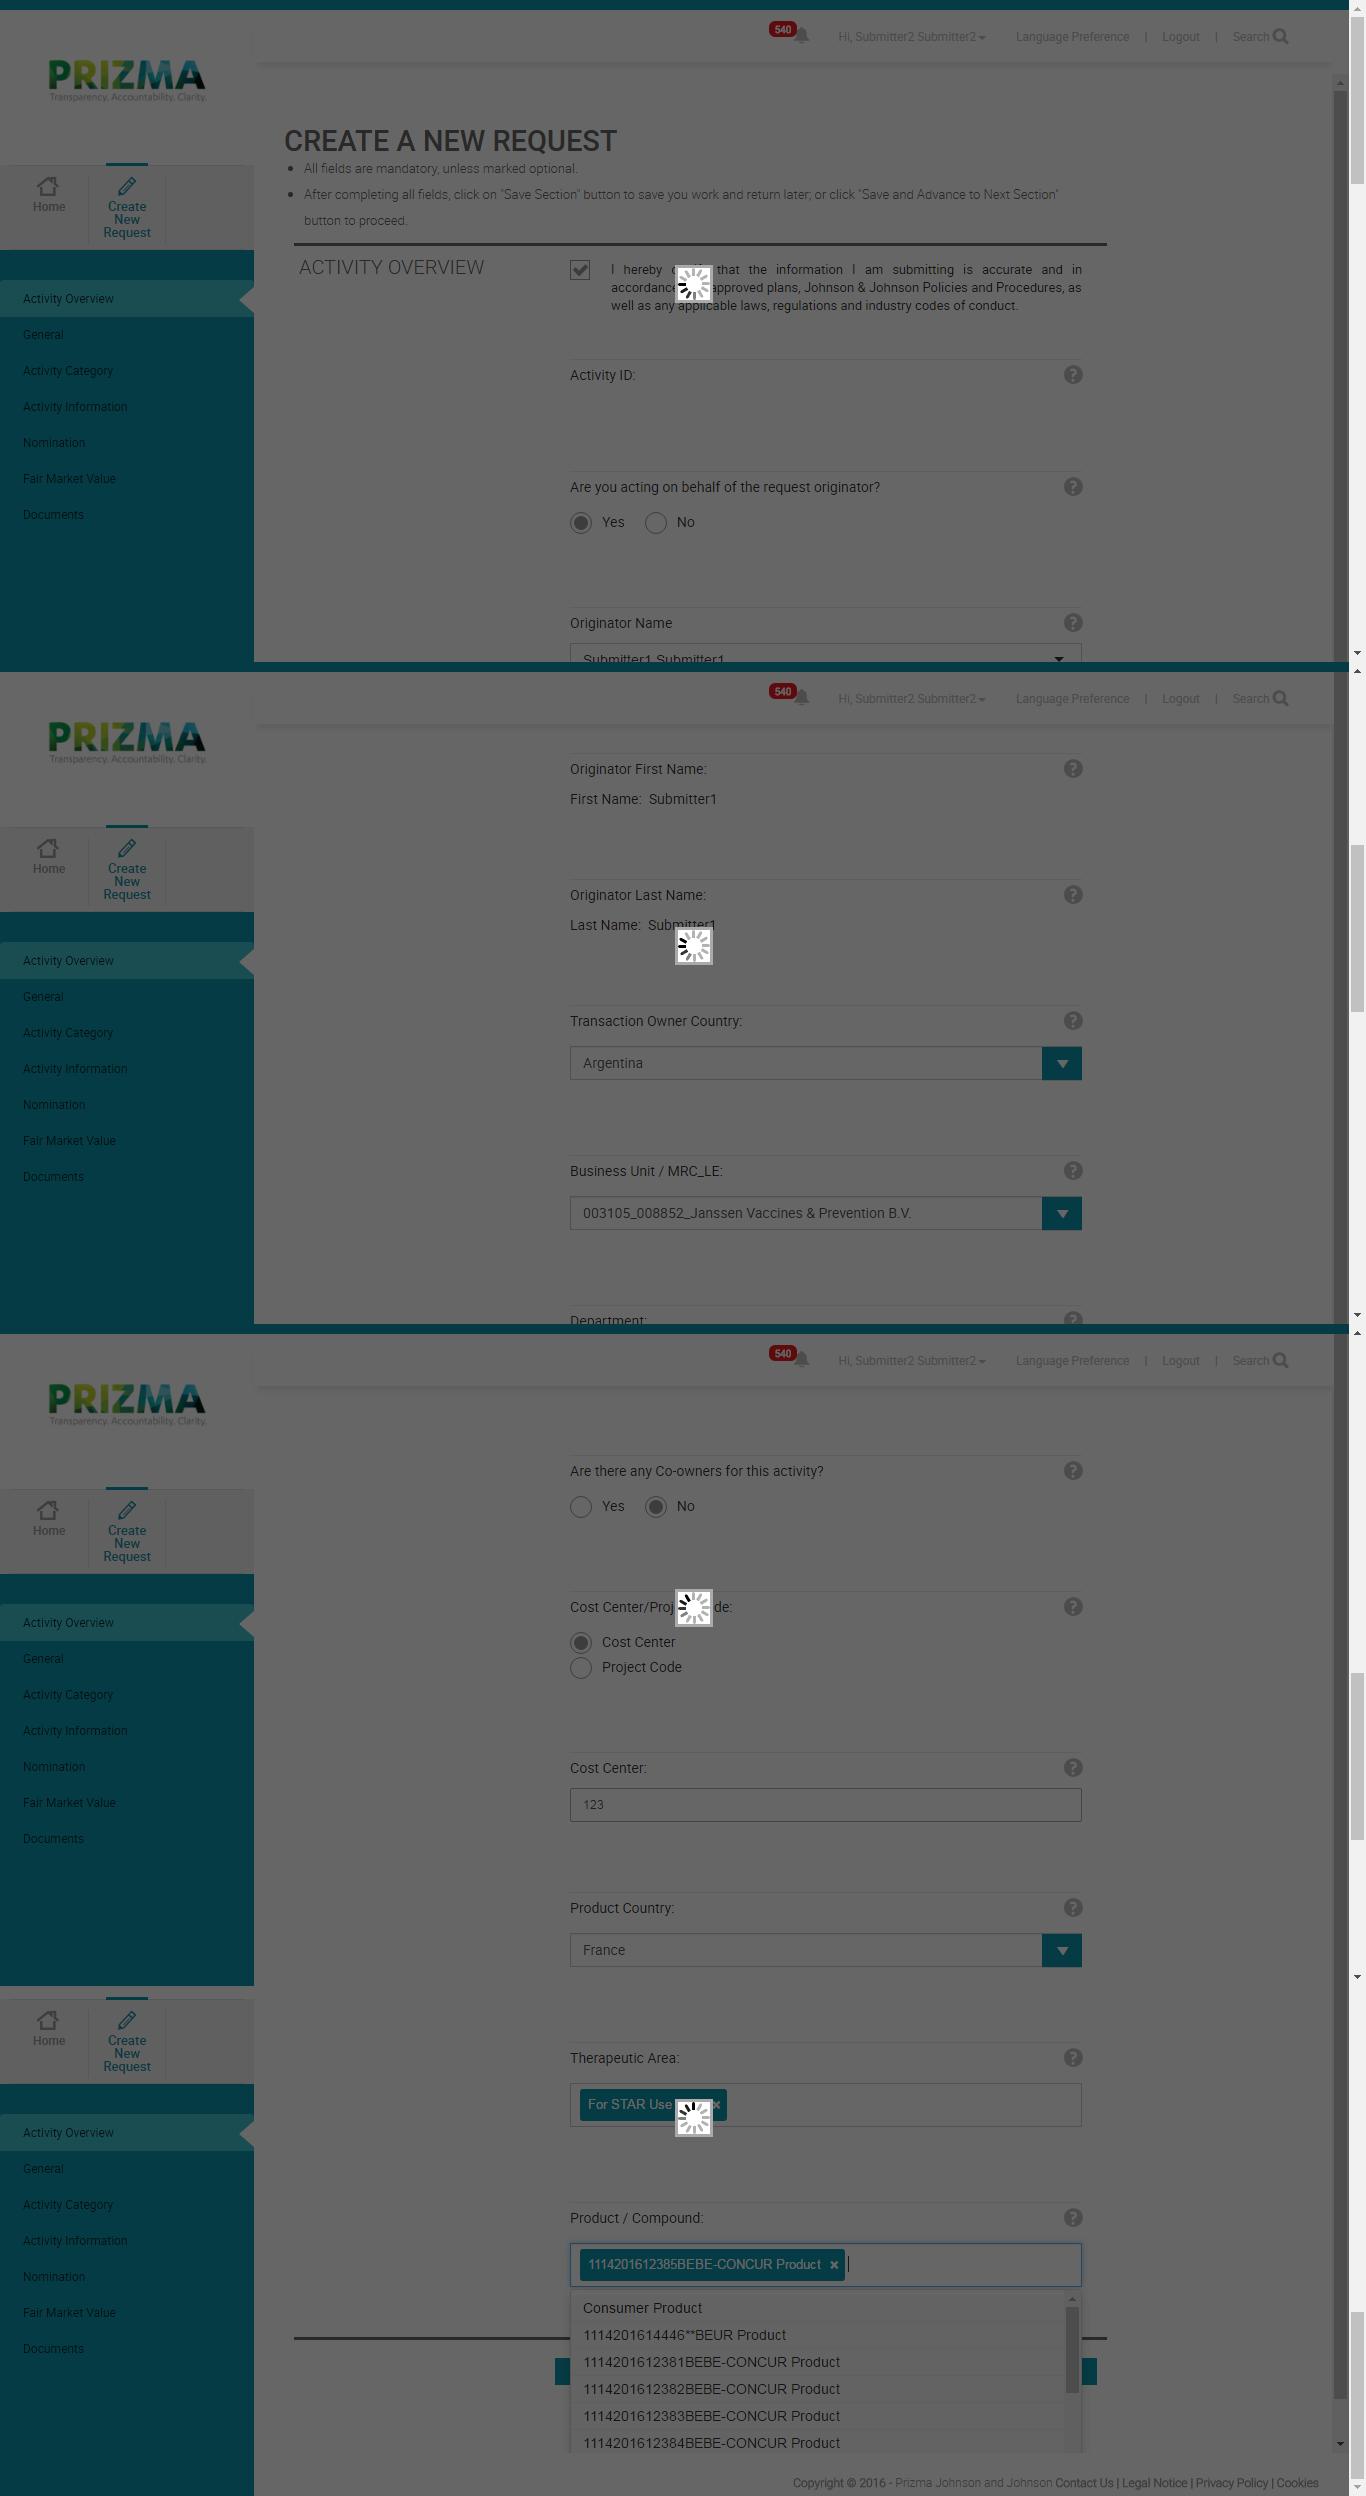 540
Hi, Submitter2 Submitter2
Language Preference | Logout | Search
PRIZMA
Transparency. Accountability. Clarity.
Home
Create
New
Request
Activity Overview
General
Activity Category
Activity Information
Nomination
Fair Market Value
Documents
CREATE A NEW REQUEST
All fields are mandatory, unless marked optional.
After completing all fields, click on "Save Section" button to save you work and return later; or click "Save and Advance to Next Section"
button to proceed.
ACTIVITY OVERVIEW
I hereby that the information I am submitting is accurate and in
accordance approved plans, Johnson & Johnson Policies and Procedures, as
well as any applicable laws, regulations and industry codes of conduct.
Activity ID:
Are you acting on behalf of the request originator?
Yes No
Originator Name
Submitter1 Submitter1
540
Hi, Submitter2 Submitter2
Language Preference | Logout | Search
PRIZMA
Transparency. Accountability. Clarity.
Home
Create
New
Request
Activity Overview
General
Activity Category
Activity Information
Nomination
Fair Market Value
Documents
Originator First Name:
First Name: Submitter1
Originator Last Name:
Last Name: Submitter1
Transaction Owner Country:
Argentina
Business Unit / MRC_LE:
003105_008852_Janssen Vaccines & Prevention B.V.
Department:
540
Hi, Submitter2 Submitter2
Language Preference | Logout | Search
PRIZMA
Transparency. Accountability. Clarity.
Home
Create
New
Request
Activity Overview
General
Activity Category
Activity Information
Nomination
Fair Market Value
Documents
Are there any Co-owners for this activity?
Yes No
Cost Center/Proj de:
Cost Center
Project Code
Cost Center:
123
Product Country:
France
Home
Create
New
Request
Activity Overview
General
Activity Category
Activity Information
Nomination
Fair Market Value
Documents
Therapeutic Area:
For STAR Use ×
Product / Compound:
1114201612385BEBE-CONCUR Product ×
Consumer Product
1114201614446**BEUR Product
1114201612381BEBE-CONCUR Product
1114201612382BEBE-CONCUR Product
1114201612383BEBE-CONCUR Product
1114201612384BEBE-CONCUR Product
Copyright © 2016 - Prizma Johnson and Johnson Contact Us | Legal Notice | Privacy Policy | Cookies